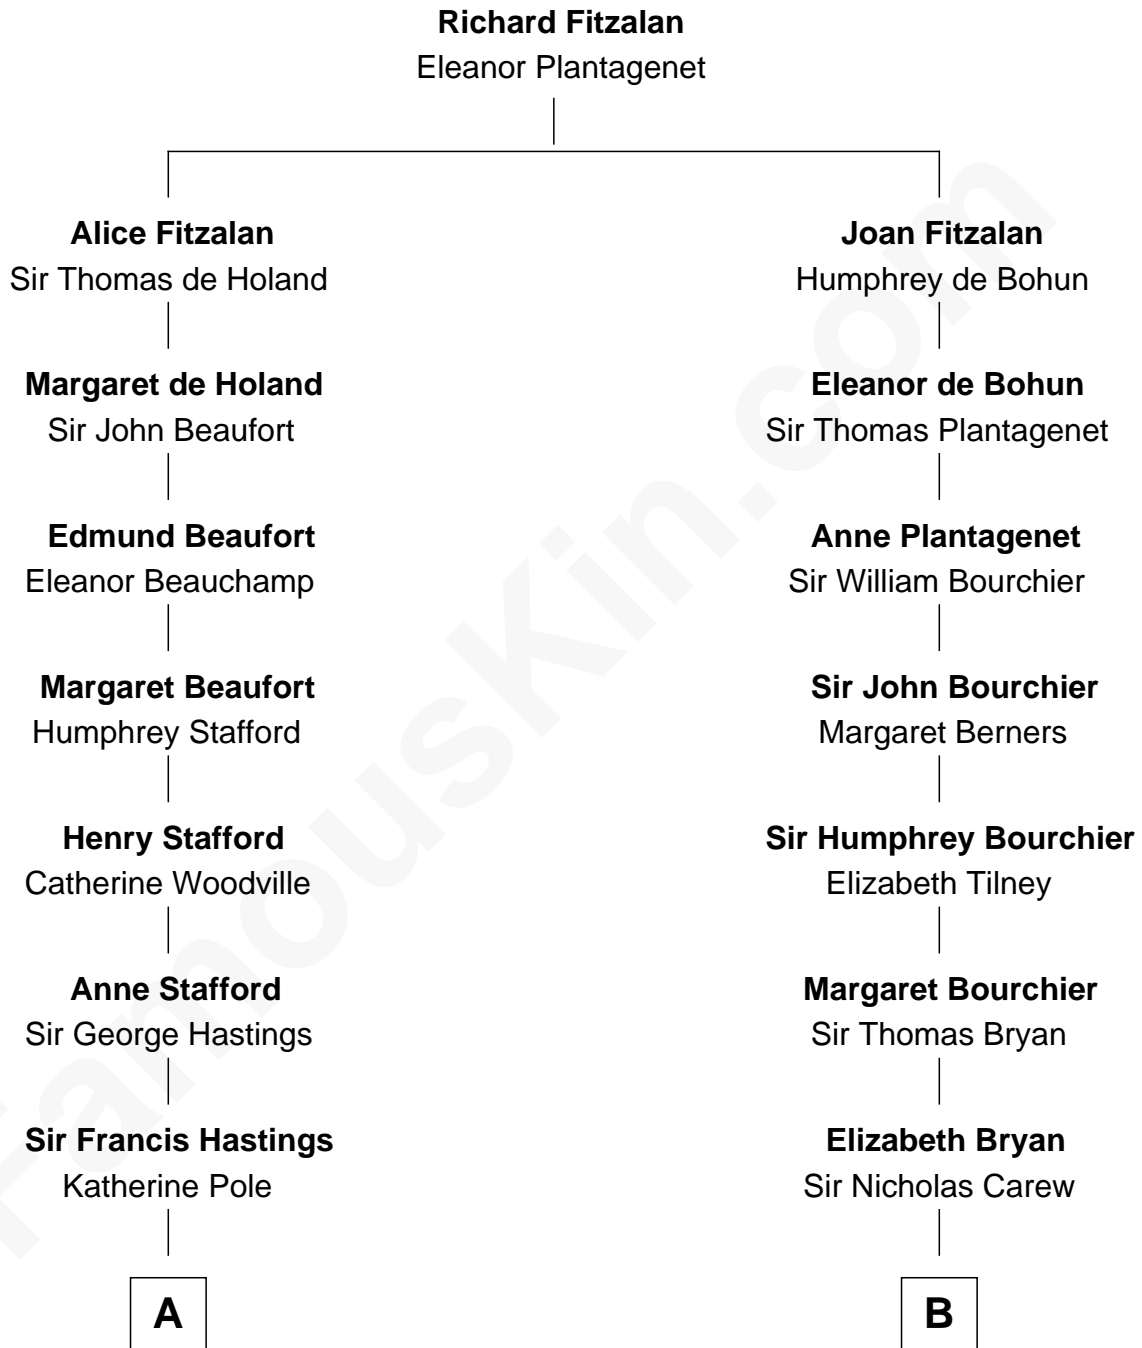 Richard Fitzalan
Eleanor Plantagenet
Alice Fitzalan
Sir Thomas de Holand
Margaret de Holand
Sir John Beaufort
Edmund Beaufort
Eleanor Beauchamp
Margaret Beaufort
Humphrey Stafford
Henry Stafford
Catherine Woodville
Anne Stafford
Sir George Hastings
Sir Francis Hastings
Katherine Pole
A
Joan Fitzalan
Humphrey de Bohun
Eleanor de Bohun
Sir Thomas Plantagenet
Anne Plantagenet
Sir William Bourchier
Sir John Bourchier
Margaret Berners
Sir Humphrey Bourchier
Elizabeth Tilney
Margaret Bourchier
Sir Thomas Bryan
Elizabeth Bryan
Sir Nicholas Carew
B
FamousKin.com